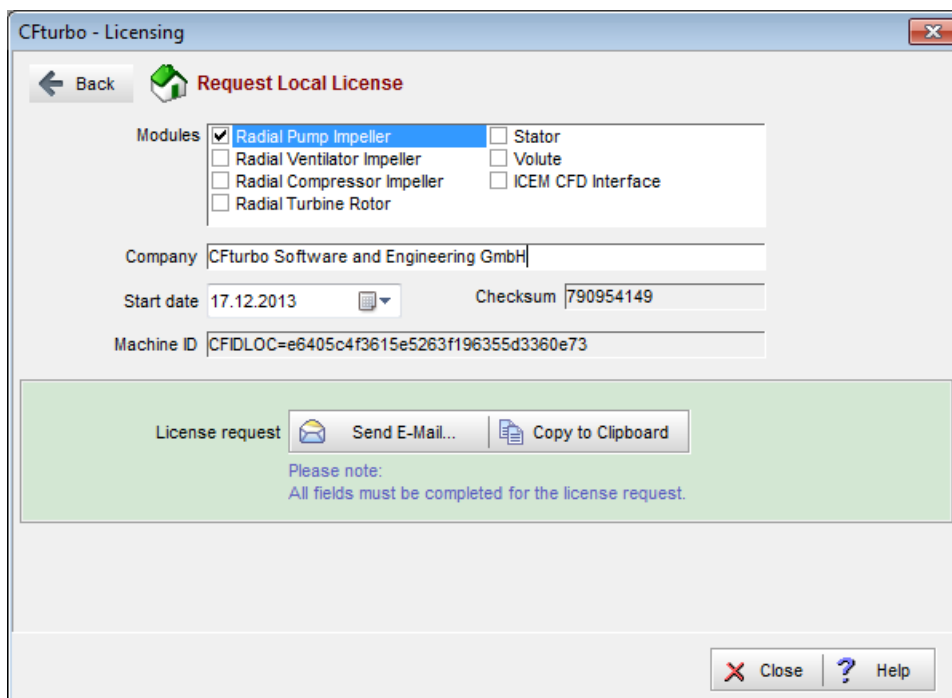 CFturbo - Licensing
Back
Request Local License
Modules
Radial Pump Impeller
Radial Ventilator Impeller
Radial Compressor Impeller
Radial Turbine Rotor
Stator
Volute
ICEM CFD Interface
Company CFturbo Software and Engineering GmbH
Start date 17.12.2013 Checksum 790954149
Machine ID CFIDLOC=e6405c4f3615e5263f196355d3360e73
License request Send E-Mail... Copy to Clipboard
Please note:
All fields must be completed for the license request.
Close ? Help